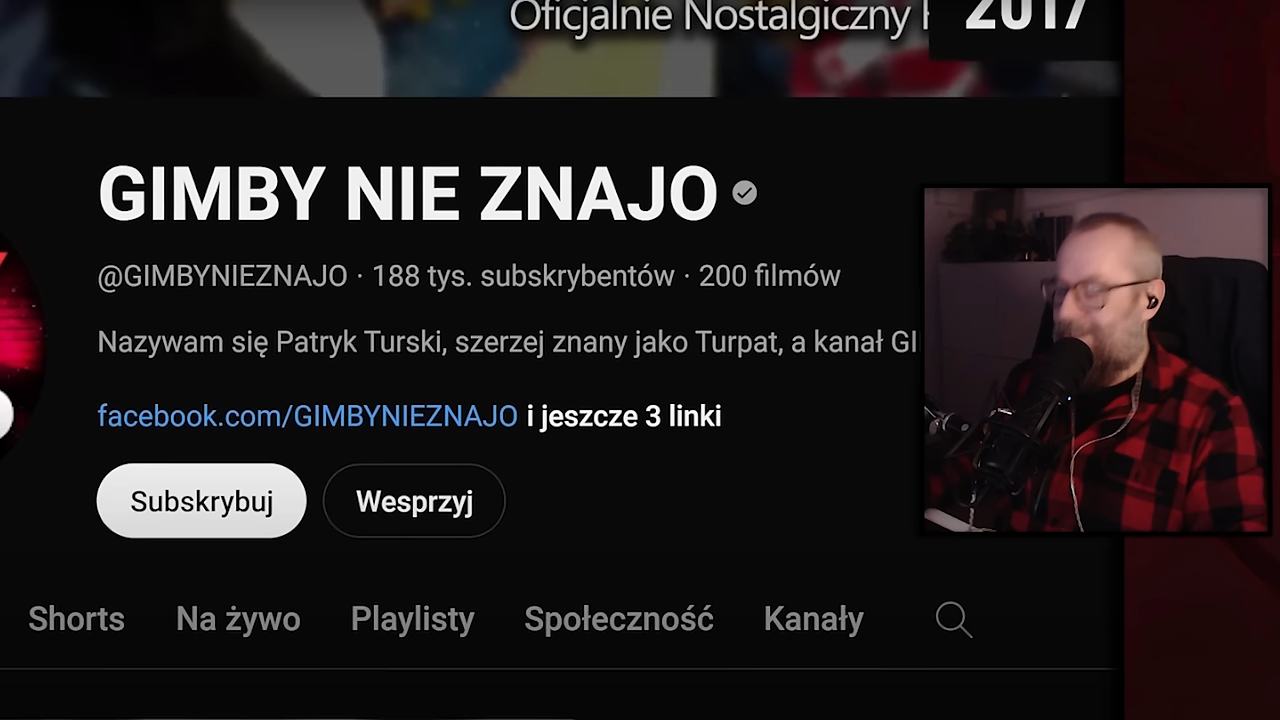 Oficjalnie Nostalgiczny
2017
GIMBY NIE ZNAJO
@GIMBYNIEZNAJO · 188 tys. subskrybentów · 200 filmów
Nazywam się Patryk Turski, szerzej znany jako Turpat, a kanał GI
facebook.com/GIMBYNIEZNAJO i jeszcze 3 linki
Subskrybuj
Wesprzyj
Shorts
Na żywo
Playlisty
Społeczność
Kanały